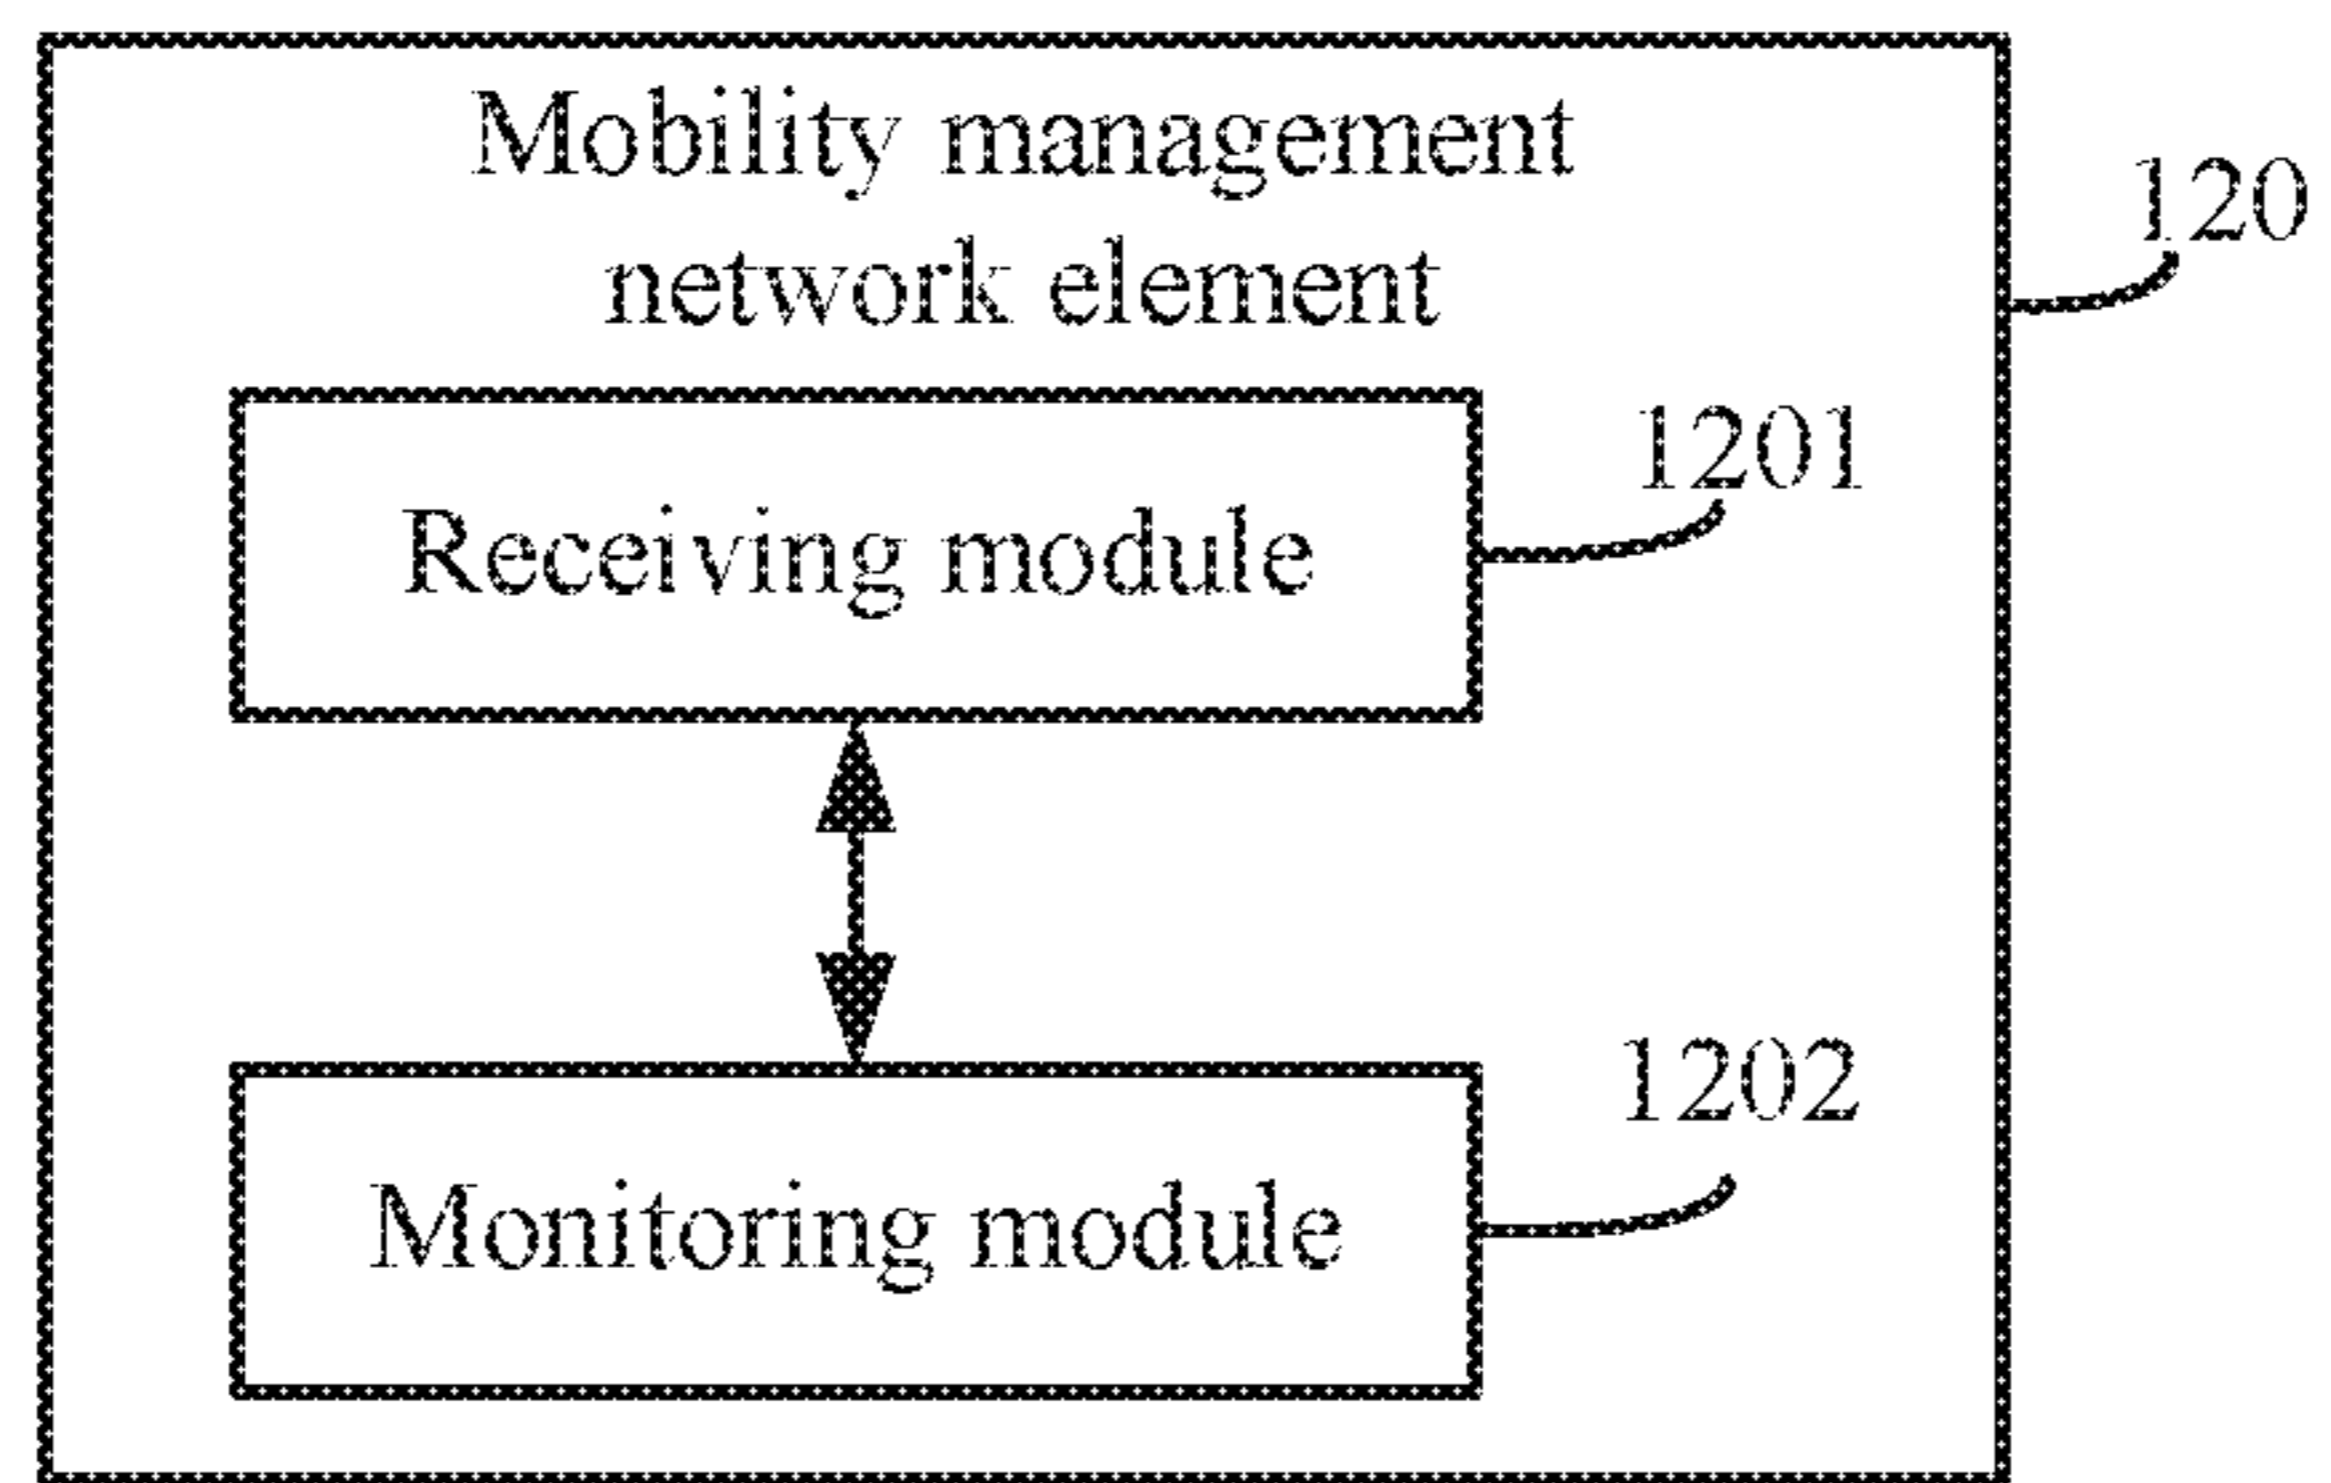 Mobility management
network element
120
1201
Receiving module
1202
Monitoring module